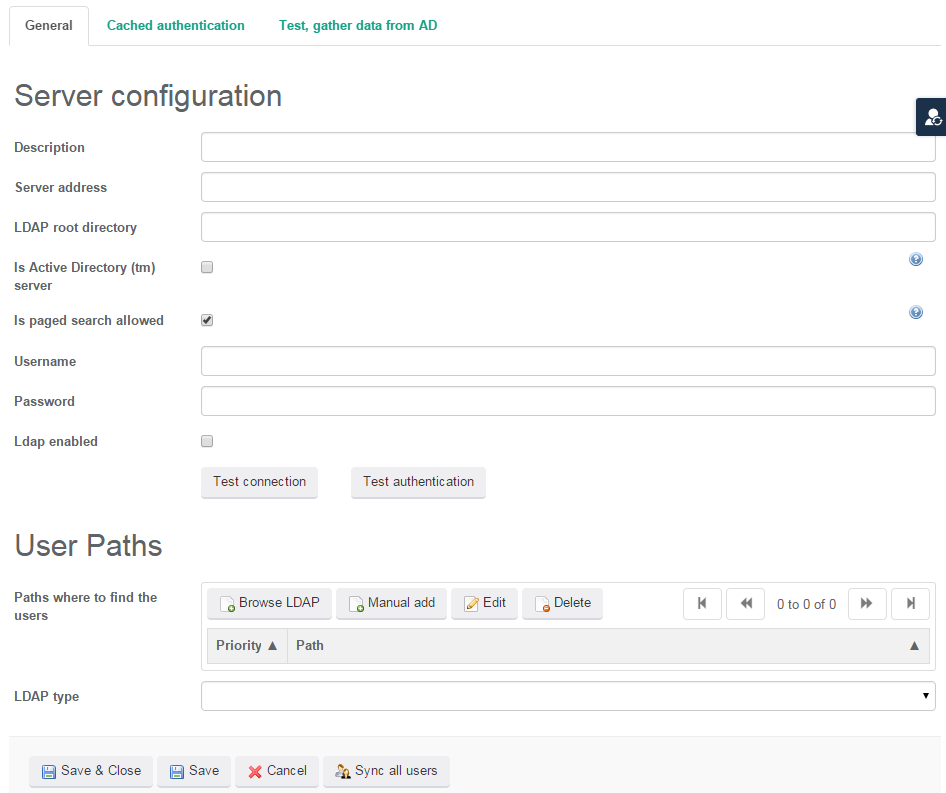 General Cached authentication Test, gather data from AD
Server configuration
Description
Server address
LDAP root directory
Is Active Directory (tm)
server
Is paged search allowed
Username
Password
Ldap enabled
Test connection Test authentication
User Paths
Paths where to find the
users
Browse LDAP Manual add Edit Delete 0 to 0 of 0
Priority ▲ Path ▲
LDAP type
Save & Close Save Cancel Sync all users